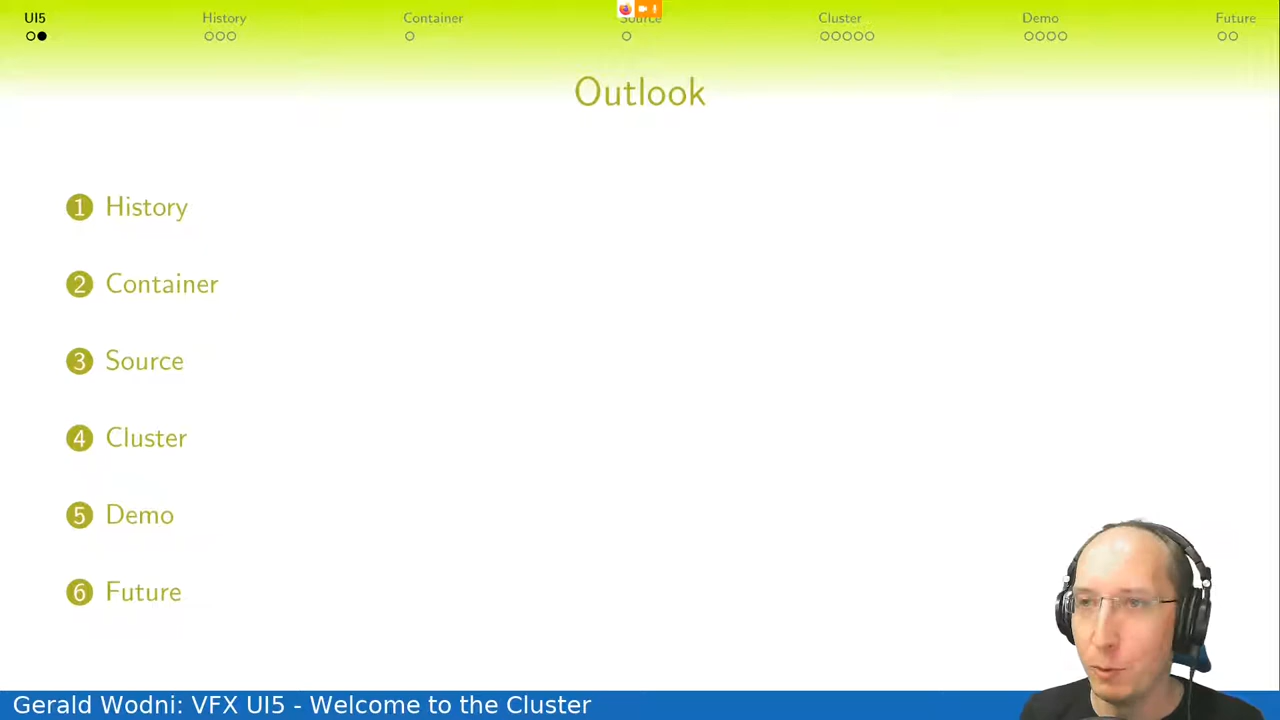 UI5 History Container Source Cluster Demo Future
Outlook
1 History
2 Container
3 Source
4 Cluster
5 Demo
6 Future
Gerald Wodni: VFX UI5 - Welcome to the Cluster